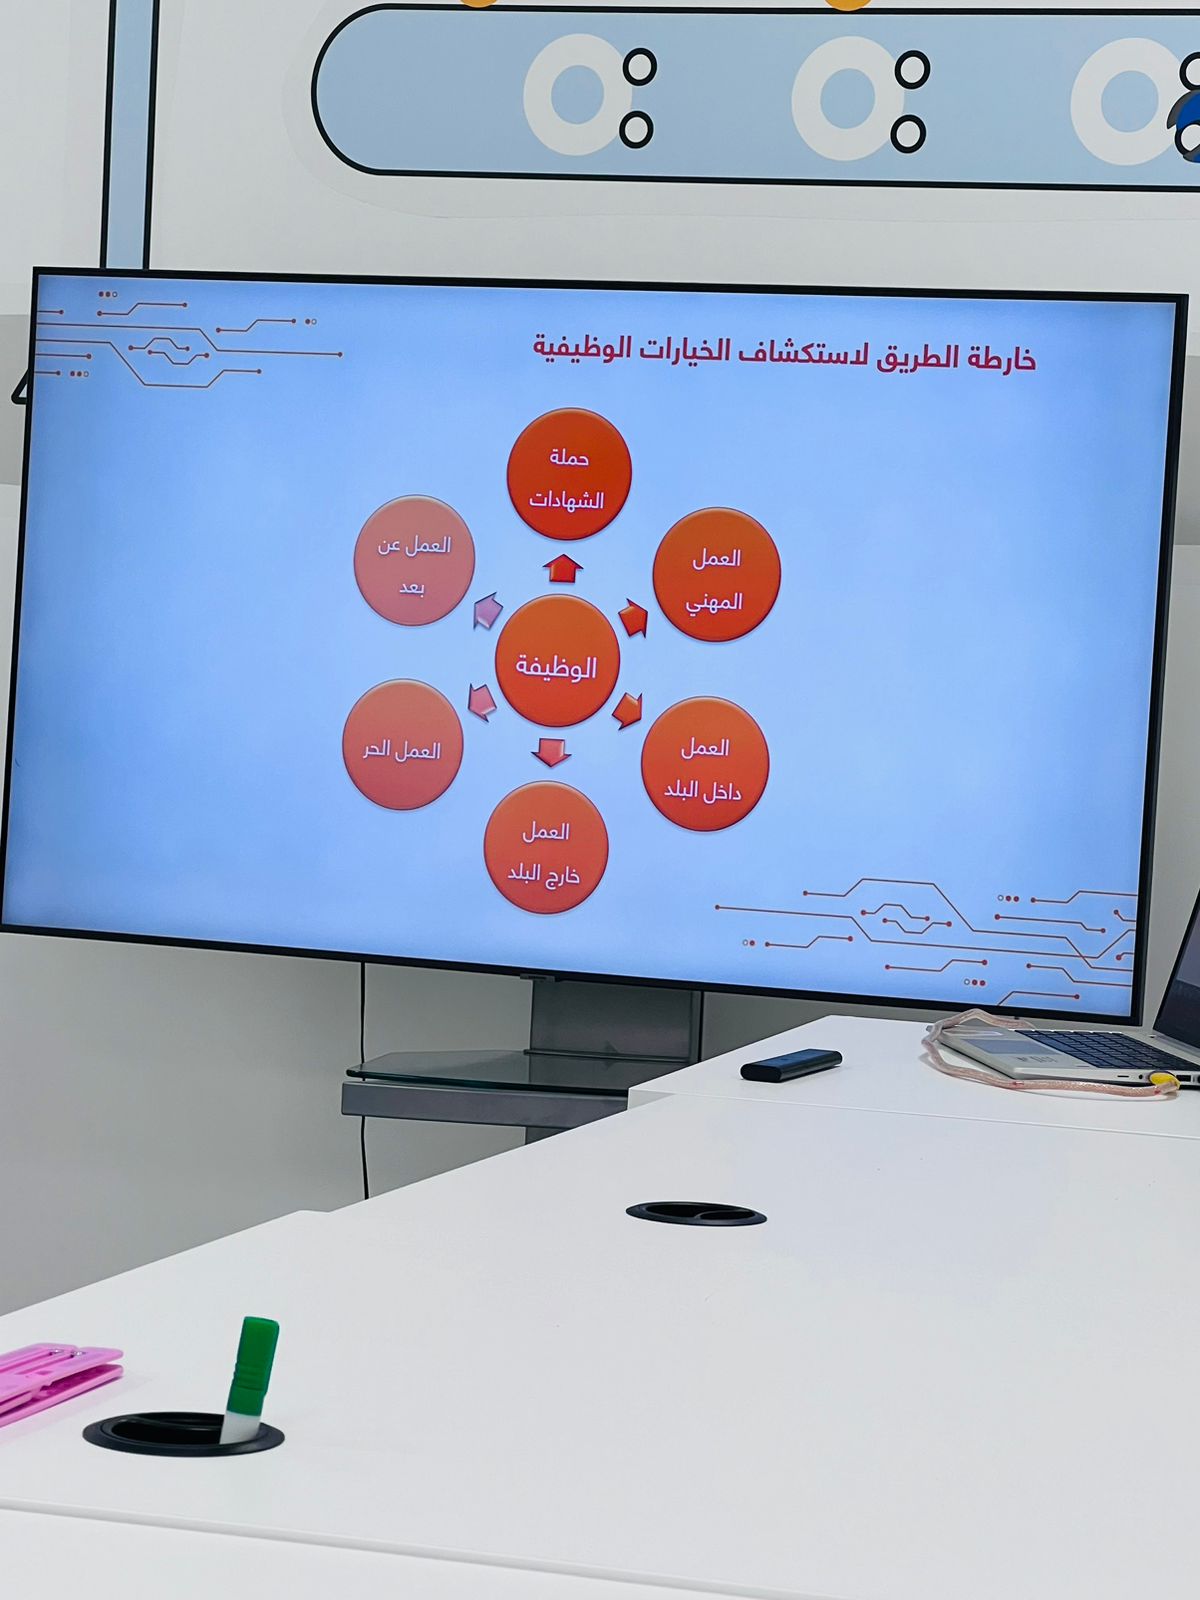 خارطة الطريق لاستكشاف الخيارات الوظيفية
حملة
الشهادات
العمل
المهني
العمل
داخل البلد
العمل
خارج البلد
العمل الحر
العمل عن
بعد
الوظيفة